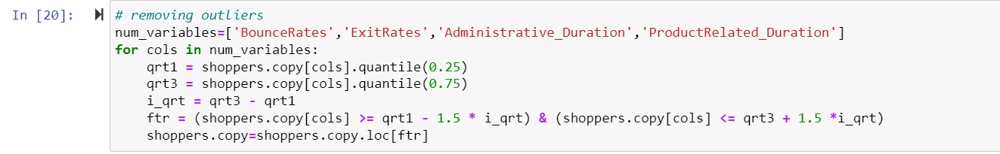 In [20]:
# removing outliers
num_variables=['BounceRates','ExitRates','Administrative_Duration','ProductRelated_Duration']
for cols in num_variables:
    qrt1 = shoppers.copy[cols].quantile(0.25)
    qrt3 = shoppers.copy[cols].quantile(0.75)
    i_qrt = qrt3 - qrt1
    ftr = (shoppers.copy[cols] >= qrt1 - 1.5 * i_qrt) & (shoppers.copy[cols] <= qrt3 + 1.5 *i_qrt)
    shoppers.copy=shoppers.copy.loc[ftr]